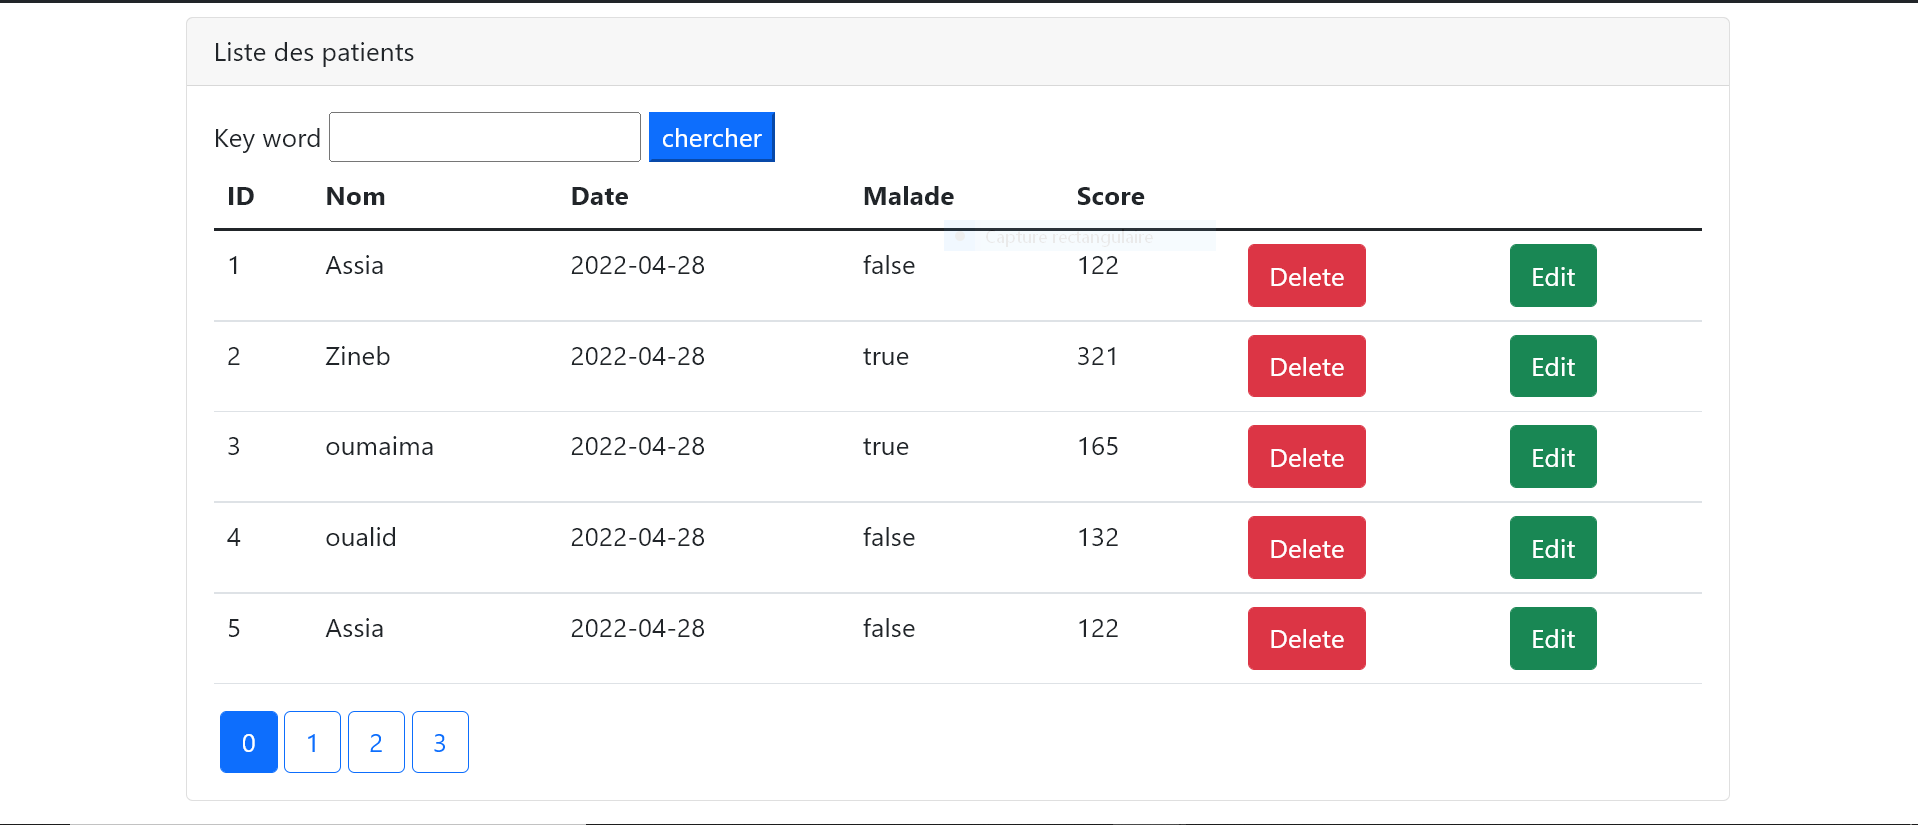 Liste des patients
Key word chercher
ID Nom Date Malade Score
Capture rectangulaire
1 Assia 2022-04-28 false 122 Delete Edit
2 Zineb 2022-04-28 true 321 Delete Edit
3 oumaima 2022-04-28 true 165 Delete Edit
4 oualid 2022-04-28 false 132 Delete Edit
5 Assia 2022-04-28 false 122 Delete Edit
0 1 2 3